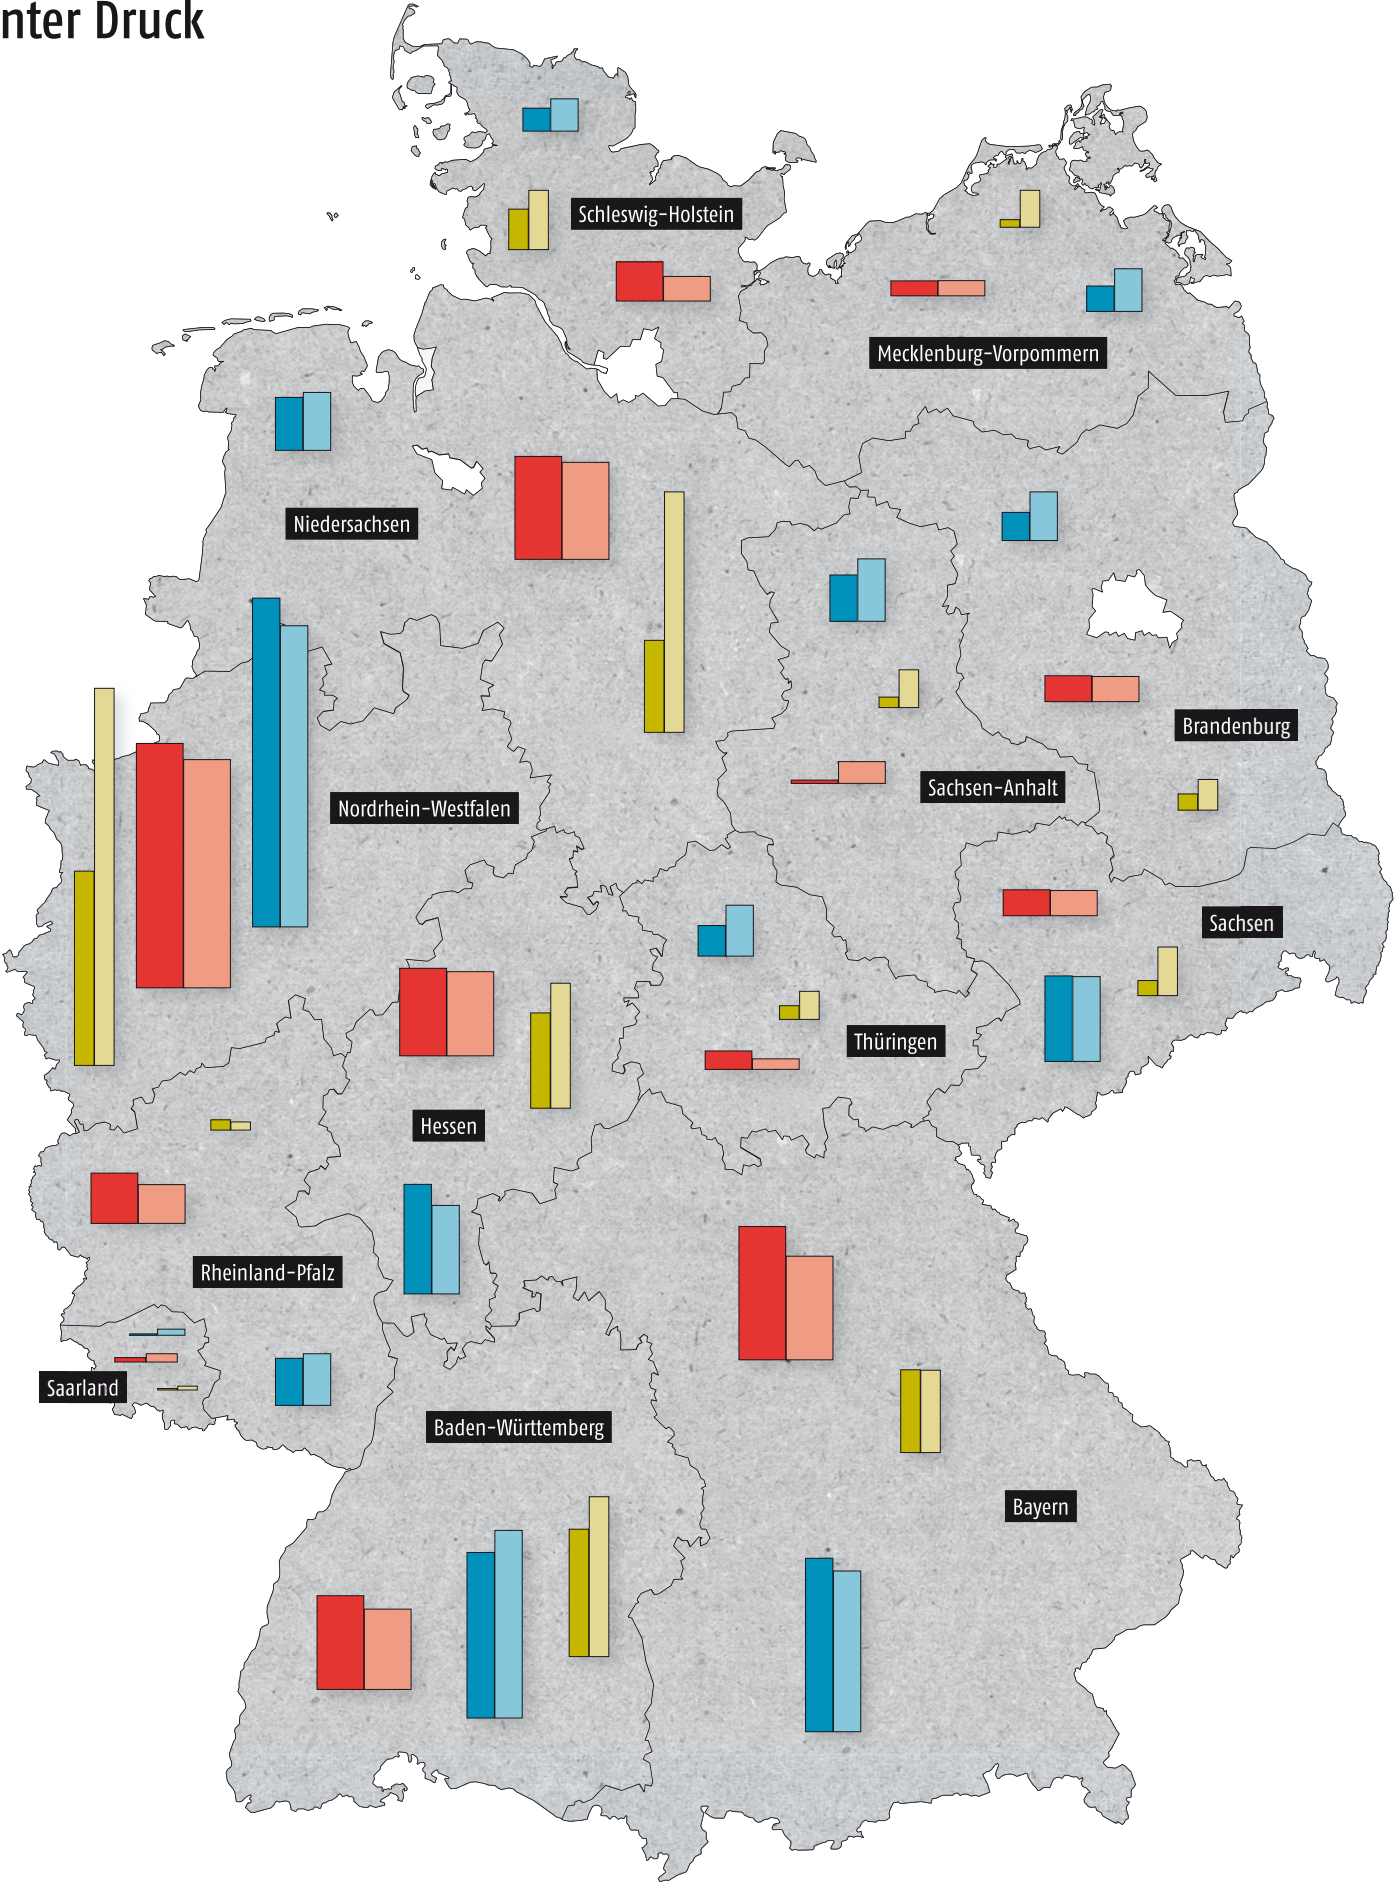 nter Druck
Schleswig-Holstein
Mecklenburg-Vorpommern
Niedersachsen
Brandenburg
Sachsen-Anhalt
Nordrhein-Westfalen
Sachsen
Thüringen
Hessen
Rheinland-Pfalz
Saarland
Baden-Württemberg
Bayern